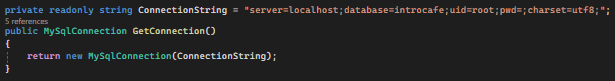 private readonly string ConnectionString = "server=localhost;database=introcafe;uid=root;pwd=;charset=utf8;";
5 references
public MySqlConnection GetConnection()
{
return new MySqlConnection(ConnectionString);
}